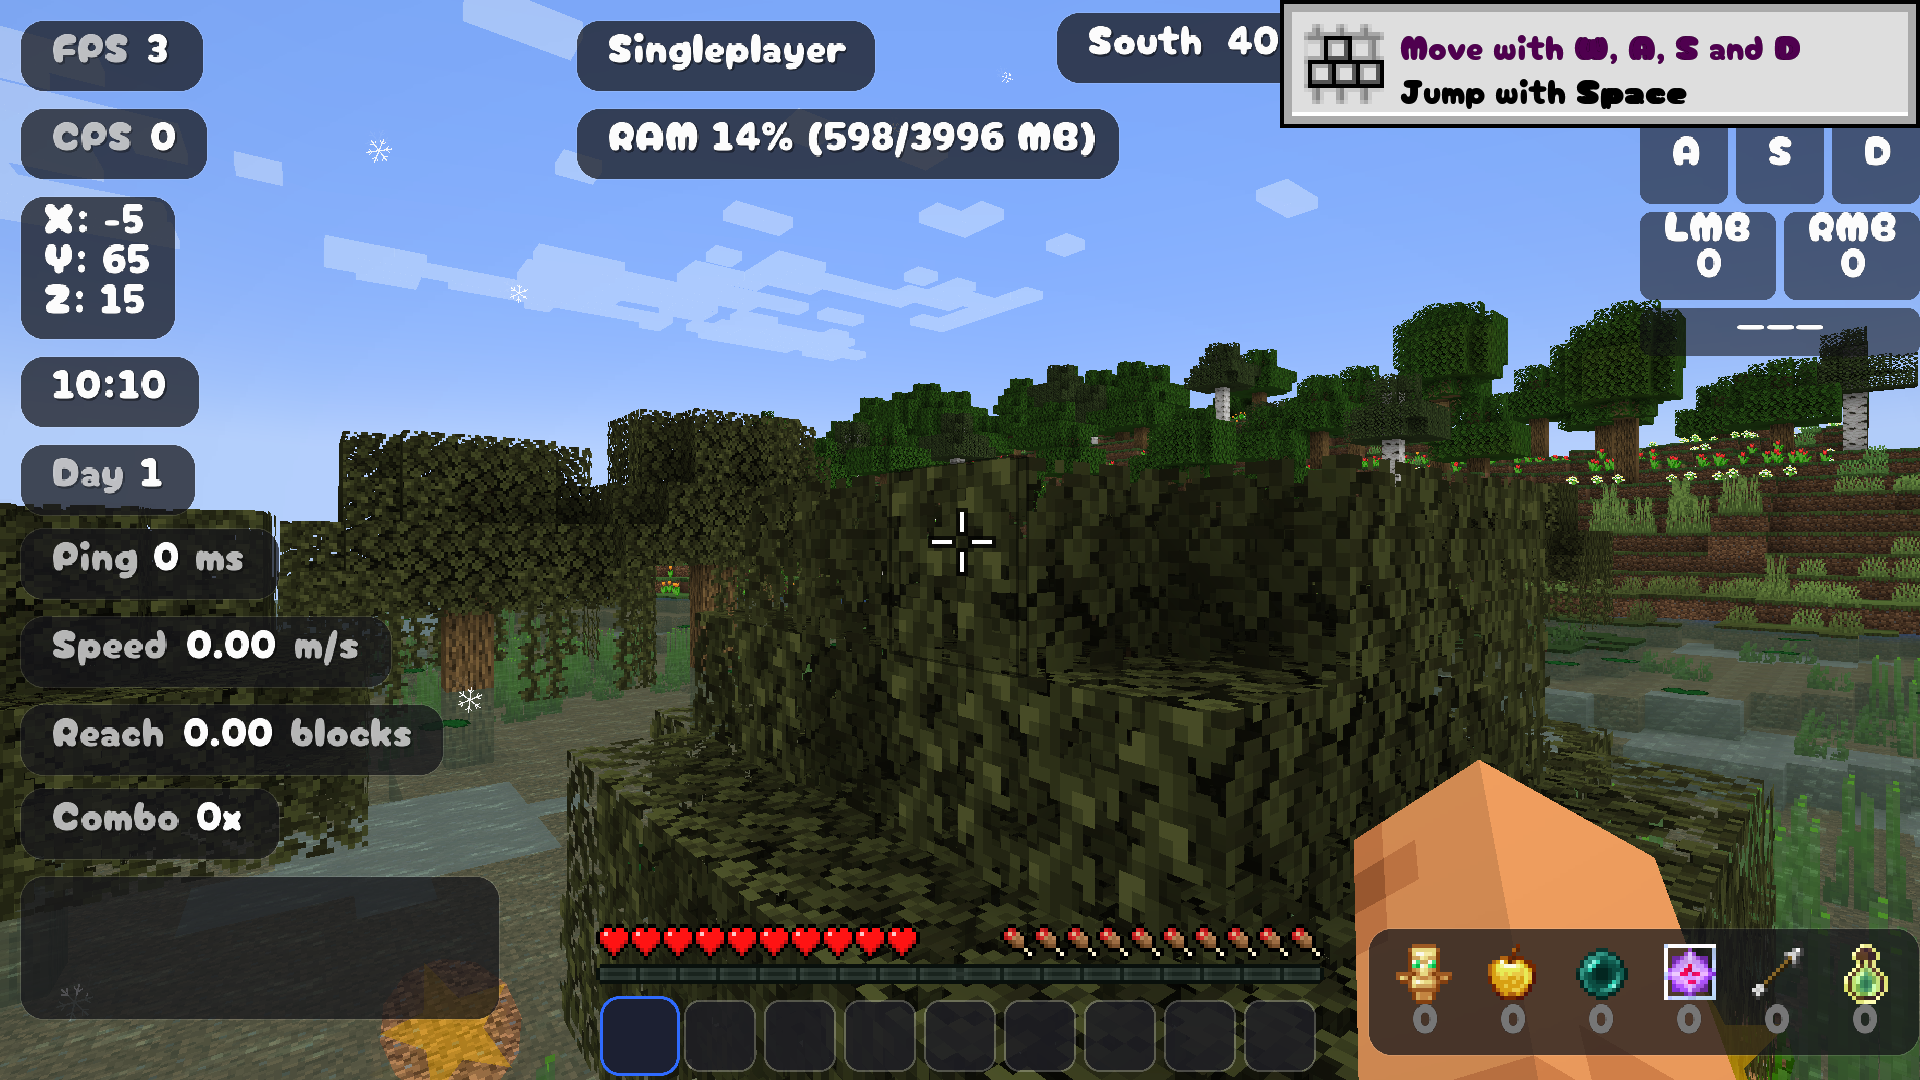 FPS 3
Singleplayer
South 40
Move with W, A, S and D
Jump with Space
CPS 0
RAM 14% (598/3996 MB)
A S D
X: -5
Y: 65
Z: 15
LMB
0
RMB
0
10:10
Day 1
Ping 0 ms
Speed 0.00 m/s
Reach 0.00 blocks
Combo 0x
0 0 0 0 0 0